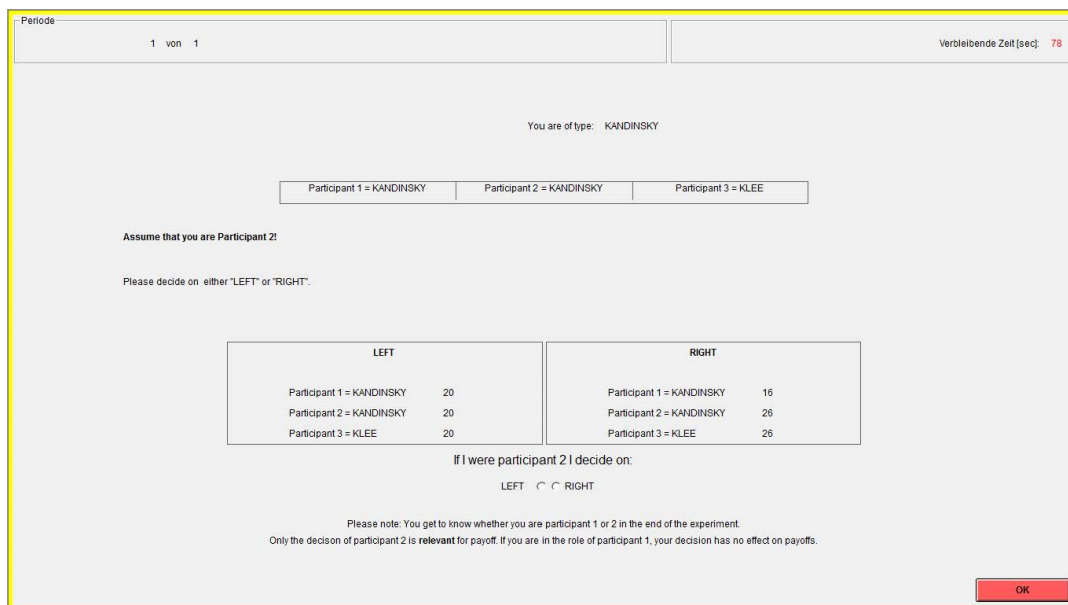 Periode
1 von 1
Verbleibende Zeit [sec]: 78
You are of type: KANDINSKY
Participant 1 = KANDINSKY Participant 2 = KANDINSKY Participant 3 = KLEE
Assume that you are Participant 2!
Please decide on either "LEFT" or "RIGHT".
LEFT
Participant 1 = KANDINSKY 20
Participant 2 = KANDINSKY 20
Participant 3 = KLEE 20
RIGHT
Participant 1 = KANDINSKY 16
Participant 2 = KANDINSKY 26
Participant 3 = KLEE 26
If I were participant 2 I decide on:
LEFT RIGHT
Please note: You get to know whether you are participant 1 or 2 in the end of the experiment.
Only the decison of participant 2 is relevant for payoff. If you are in the role of participant 1, your decision has no effect on payoffs.
OK